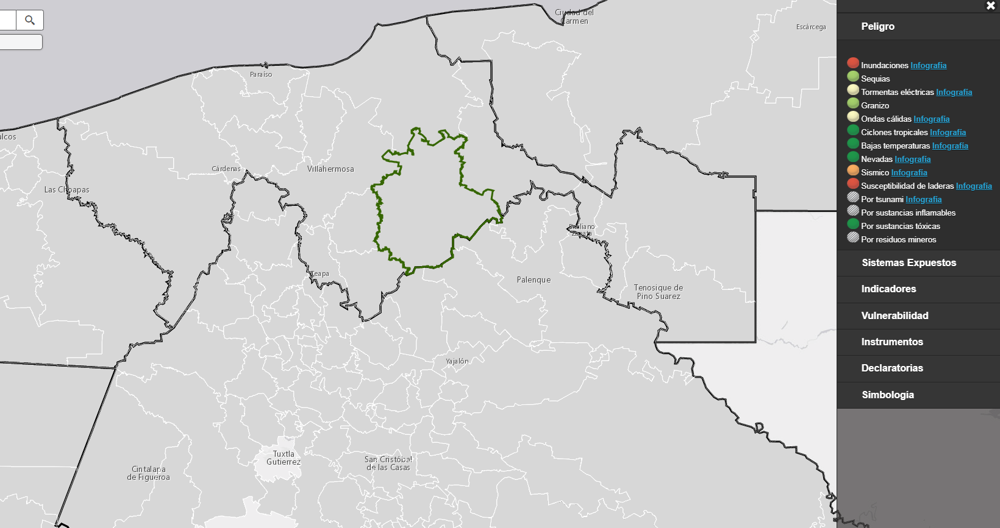 Ciudad del
Carmen
Escárcega
Paraíso
alcos
Cárdenas
Villahermosa
Las Choapas
Emiliano
Zapata
Teapa
Palenque
Tenosique de
Pino Suarez
Yajalón
Tuxtla
Gutierrez
San Cristóbal
de las Casas
Cintalapa
de Figueroa
Peligro
Inundaciones Infografía
Sequias
Tormentas eléctricas Infografía
Granizo
Ondas cálidas Infografía
Ciclones tropicales Infografía
Bajas temperaturas Infografía
Nevadas Infografía
Sismico Infografía
Susceptibilidad de laderas Infografía
Por tsunami Infografía
Por sustancias inflamables
Por sustancias tóxicas
Por residuos mineros
Sistemas Expuestos
Indicadores
Vulnerabilidad
Instrumentos
Declaratorias
Simbología